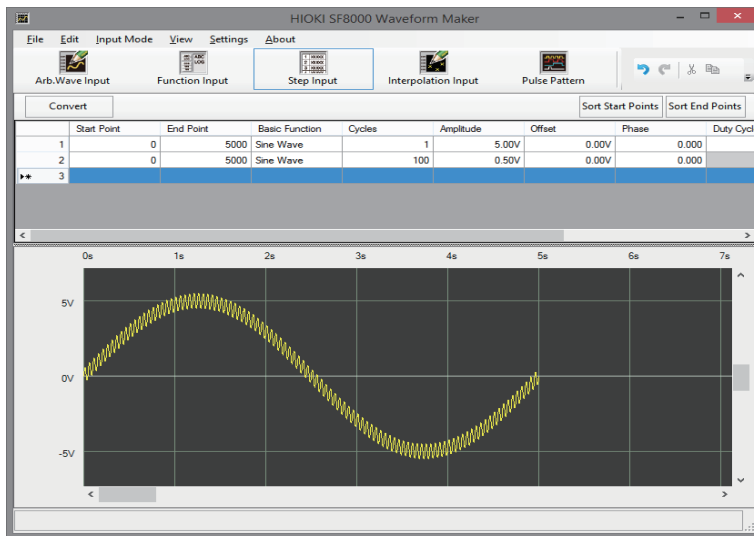 HIOKI SF8000 Waveform Maker
File Edit Input Mode View Settings About
Arb.Wave Input Function Input Step Input Interpolation Input Pulse Pattern
Convert Sort Start Points Sort End Points
Start Point End Point Basic Function Cycles Amplitude Offset Phase Duty Cycl
1 0 5000 Sine Wave 1 5.00V 0.00V 0.000
2 0 5000 Sine Wave 100 0.50V 0.00V 0.000
3
0s 1s 2s 3s 4s 5s 6s 7s
5V
0V
-5V